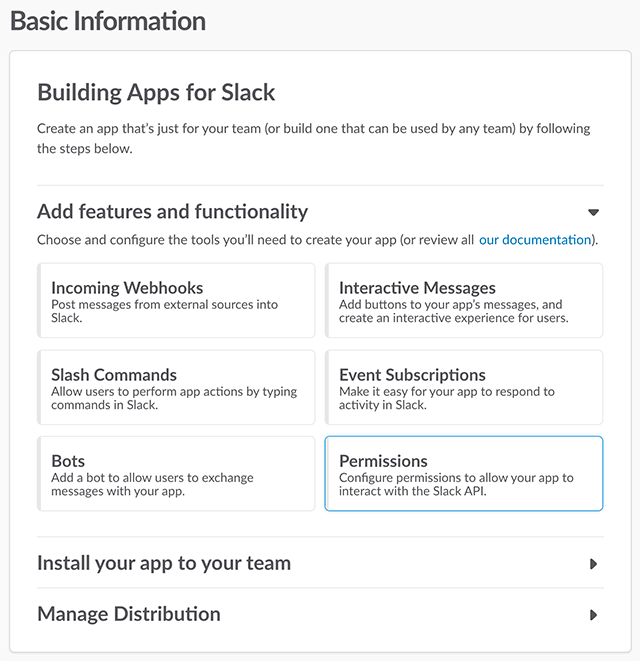 Basic Information
Building Apps for Slack
Create an app that’s just for your team (or build one that can be used by any team) by following
the steps below.
Add features and functionality
Choose and configure the tools you’ll need to create your app (or review all our documentation).
Incoming Webhooks
Post messages from external sources into
Slack.
Interactive Messages
Add buttons to your app’s messages, and
create an interactive experience for users.
Slash Commands
Allow users to perform app actions by typing
commands in Slack.
Event Subscriptions
Make it easy for your app to respond to
activity in Slack.
Bots
Add a bot to allow users to exchange
messages with your app.
Permissions
Configure permissions to allow your app to
interact with the Slack API.
Install your app to your team
Manage Distribution